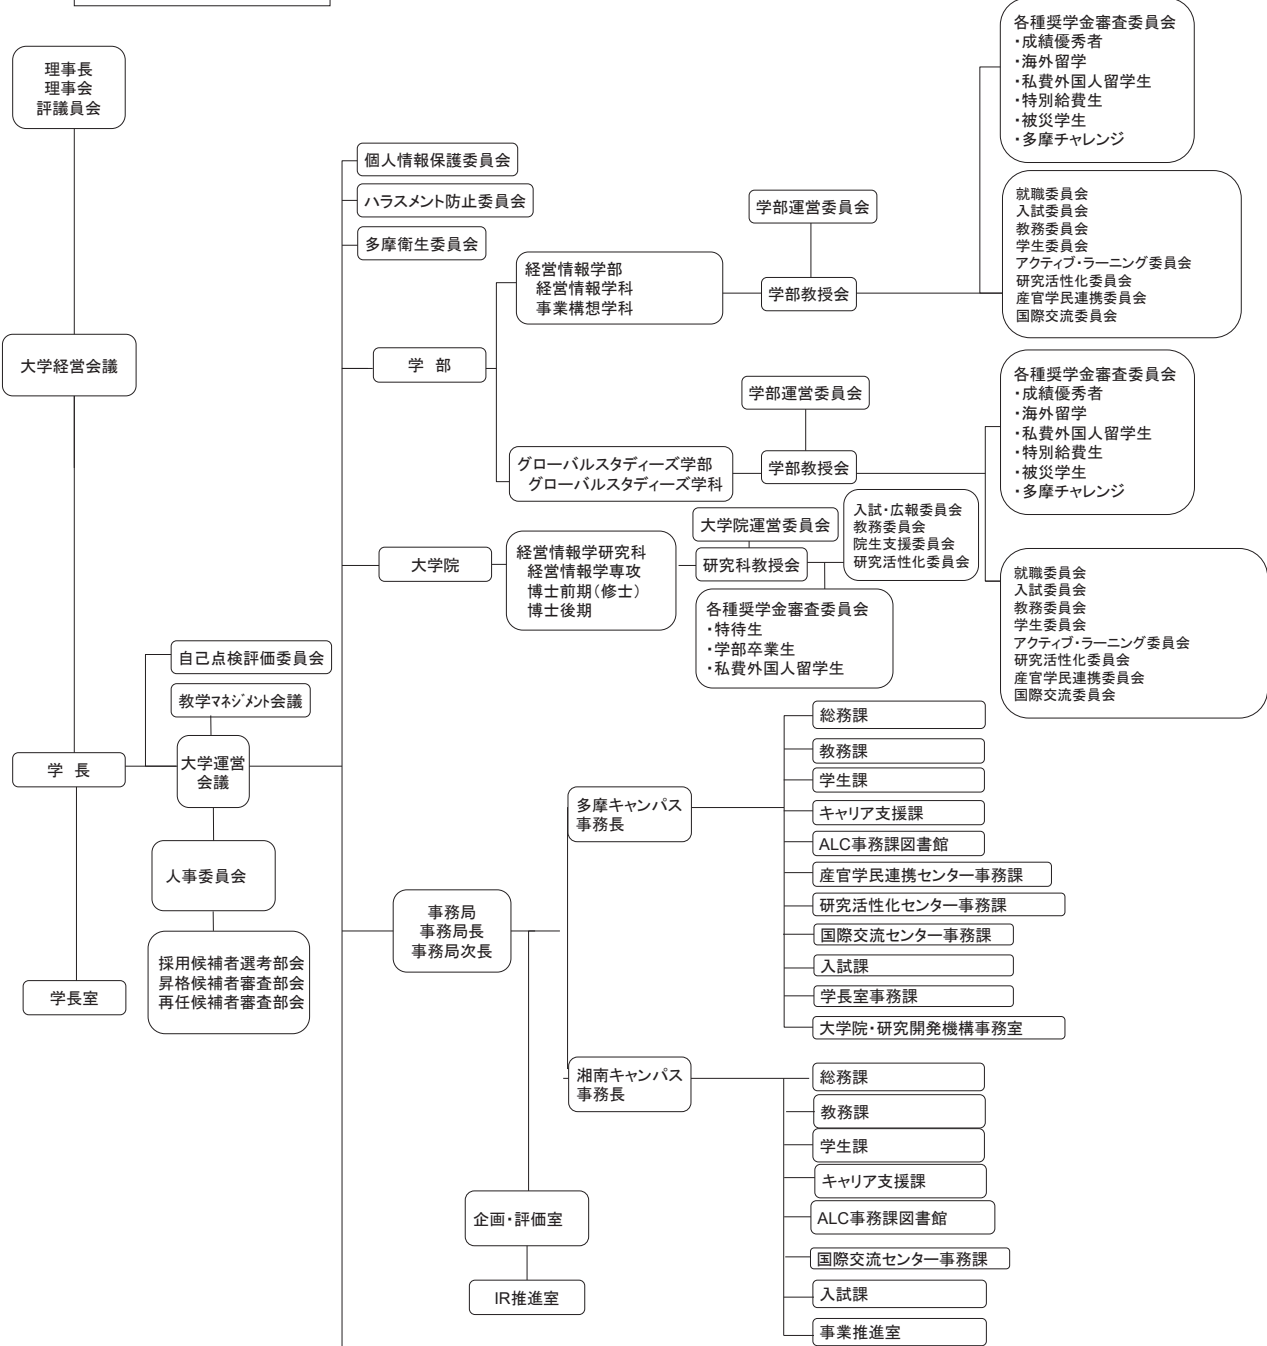 理事長
理事会
評議員会
大学経営会議
学 長
学長室
自己点検評価委員会
教学マネジメント会議
大学運営
会議
人事委員会
採用候補者選考部会
昇格候補者審査部会
再任候補者審査部会
個人情報保護委員会
ハラスメント防止委員会
多摩衛生委員会
学 部
経営情報学部
経営情報学科
事業構想学科
学部運営委員会
学部教授会
各種奨学金審査委員会
・成績優秀者
・海外留学
・私費外国人留学生
・特別給費生
・被災学生
・多摩チャレンジ
就職委員会
入試委員会
教務委員会
学生委員会
アクティブ・ラーニング委員会
研究活性化委員会
産官学民連携委員会
国際交流委員会
グローバルスタディーズ学部
グローバルスタディーズ学科
学部運営委員会
学部教授会
各種奨学金審査委員会
・成績優秀者
・海外留学
・私費外国人留学生
・特別給費生
・被災学生
・多摩チャレンジ
就職委員会
入試委員会
教務委員会
学生委員会
アクティブ・ラーニング委員会
研究活性化委員会
産官学民連携委員会
国際交流委員会
大学院
経営情報学研究科
経営情報学専攻
博士前期（修士）
博士後期
大学院運営委員会
研究科教授会
入試・広報委員会
教務委員会
院生支援委員会
研究活性化委員会
各種奨学金審査委員会
・特待生
・学部卒業生
・私費外国人留学生
事務局
事務局長
事務局次長
多摩キャンパス
事務長
総務課
教務課
学生課
キャリア支援課
ALC事務課図書館
産官学民連携センター事務課
研究活性化センター事務課
国際交流センター事務課
入試課
学長室事務課
大学院・研究開発機構事務室
湘南キャンパス
事務長
総務課
教務課
学生課
キャリア支援課
ALC事務課図書館
国際交流センター事務課
入試課
事業推進室
企画・評価室
IR推進室